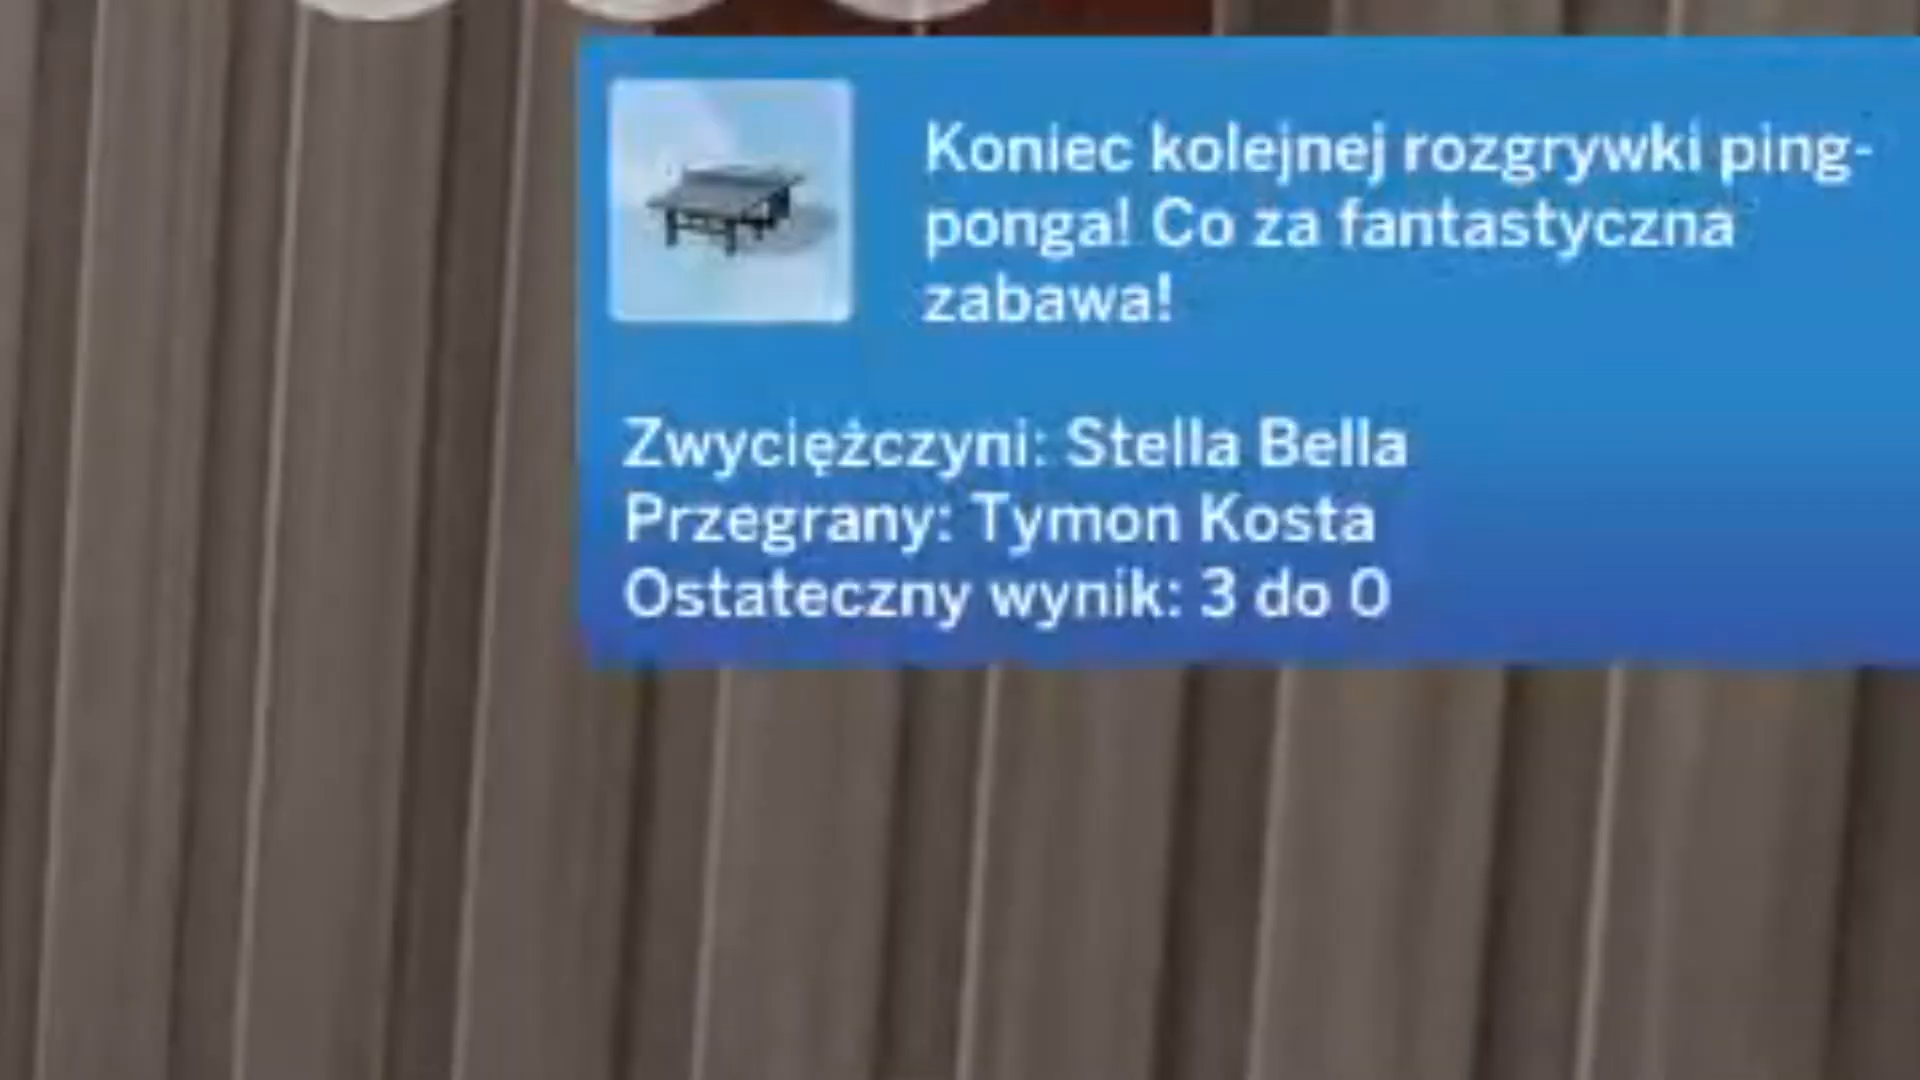 Koniec kolejnej rozgrywki ping-
ponga! Co za fantastyczna
zabawa!
Zwyciężczyni: Stella Bella
Przegrany: Tymon Kosta
Ostateczny wynik: 3 do 0